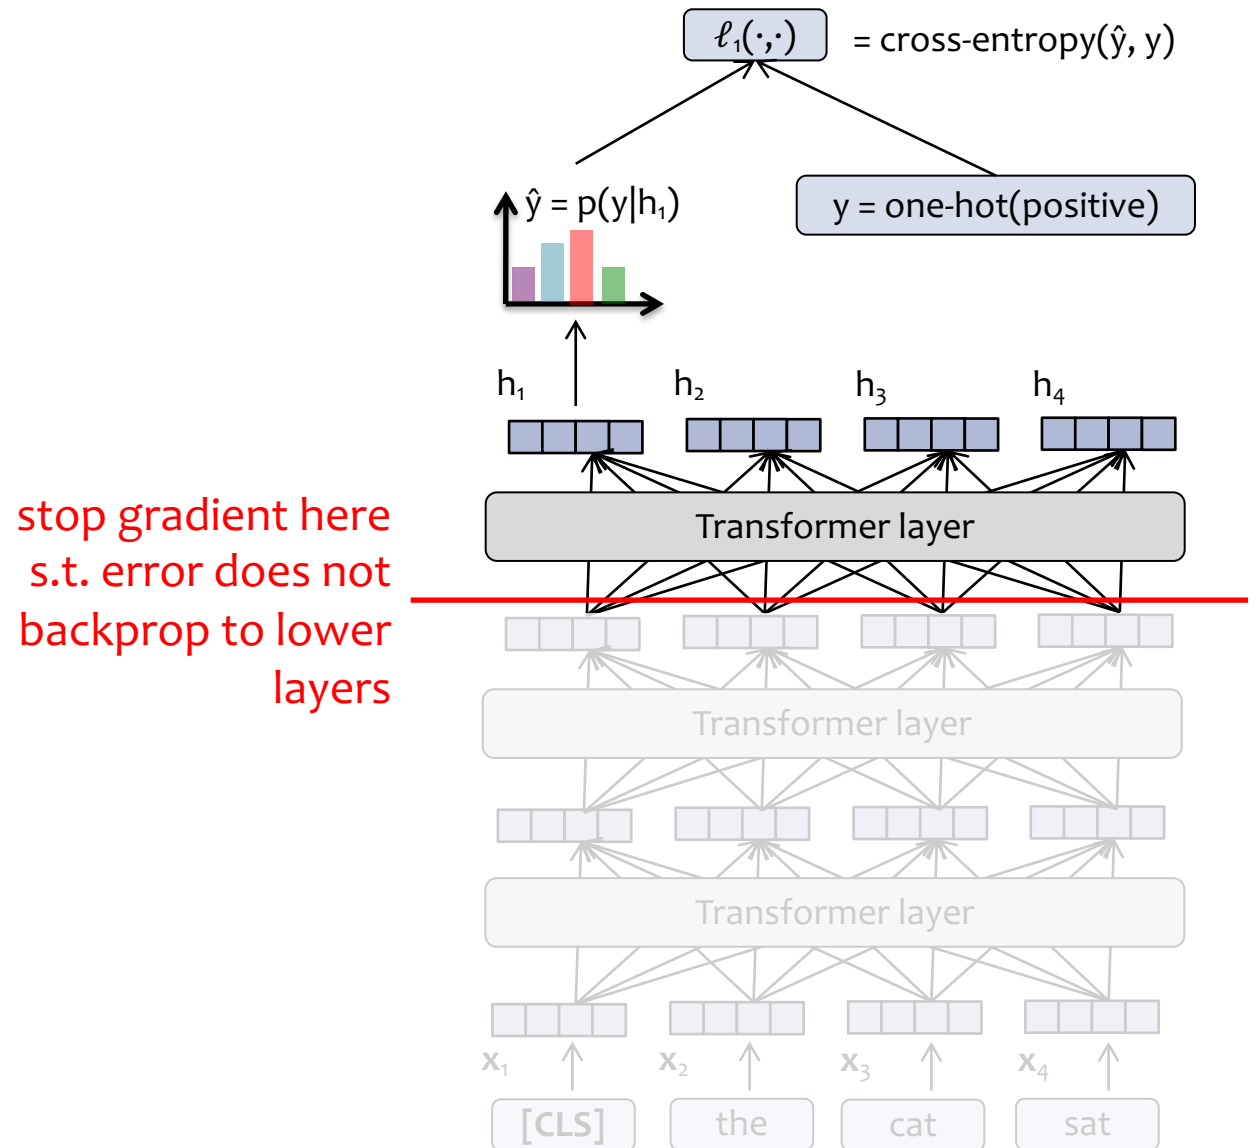 ℓ₁(·,·) = cross-entropy(ŷ, y)
ŷ = p(y|h₁)
y = one-hot(positive)
h₁ h₂ h₃ h₄
stop gradient here
s.t. error does not
backprop to lower
layers
Transformer layer
Transformer layer
Transformer layer
x₁ x₂ x₃ x₄
[CLS] the cat sat